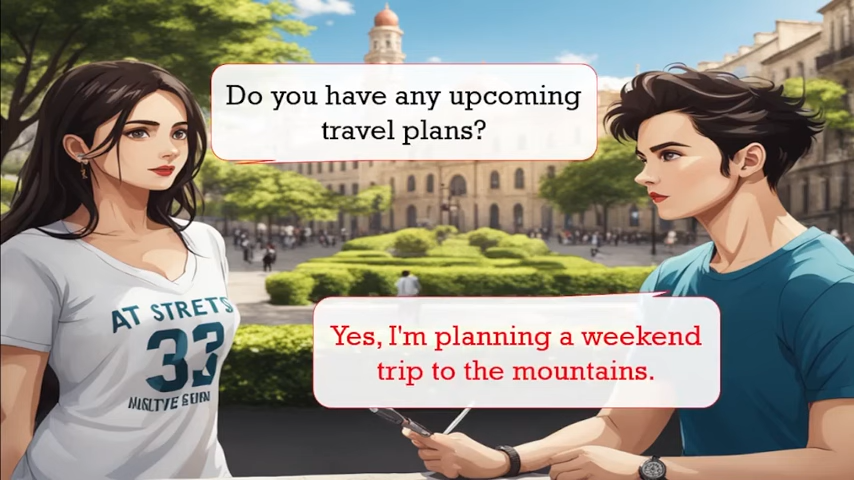 Do you have any upcoming
travel plans?
AT STRETS
33
Yes, I'm planning a weekend
trip to the mountains.